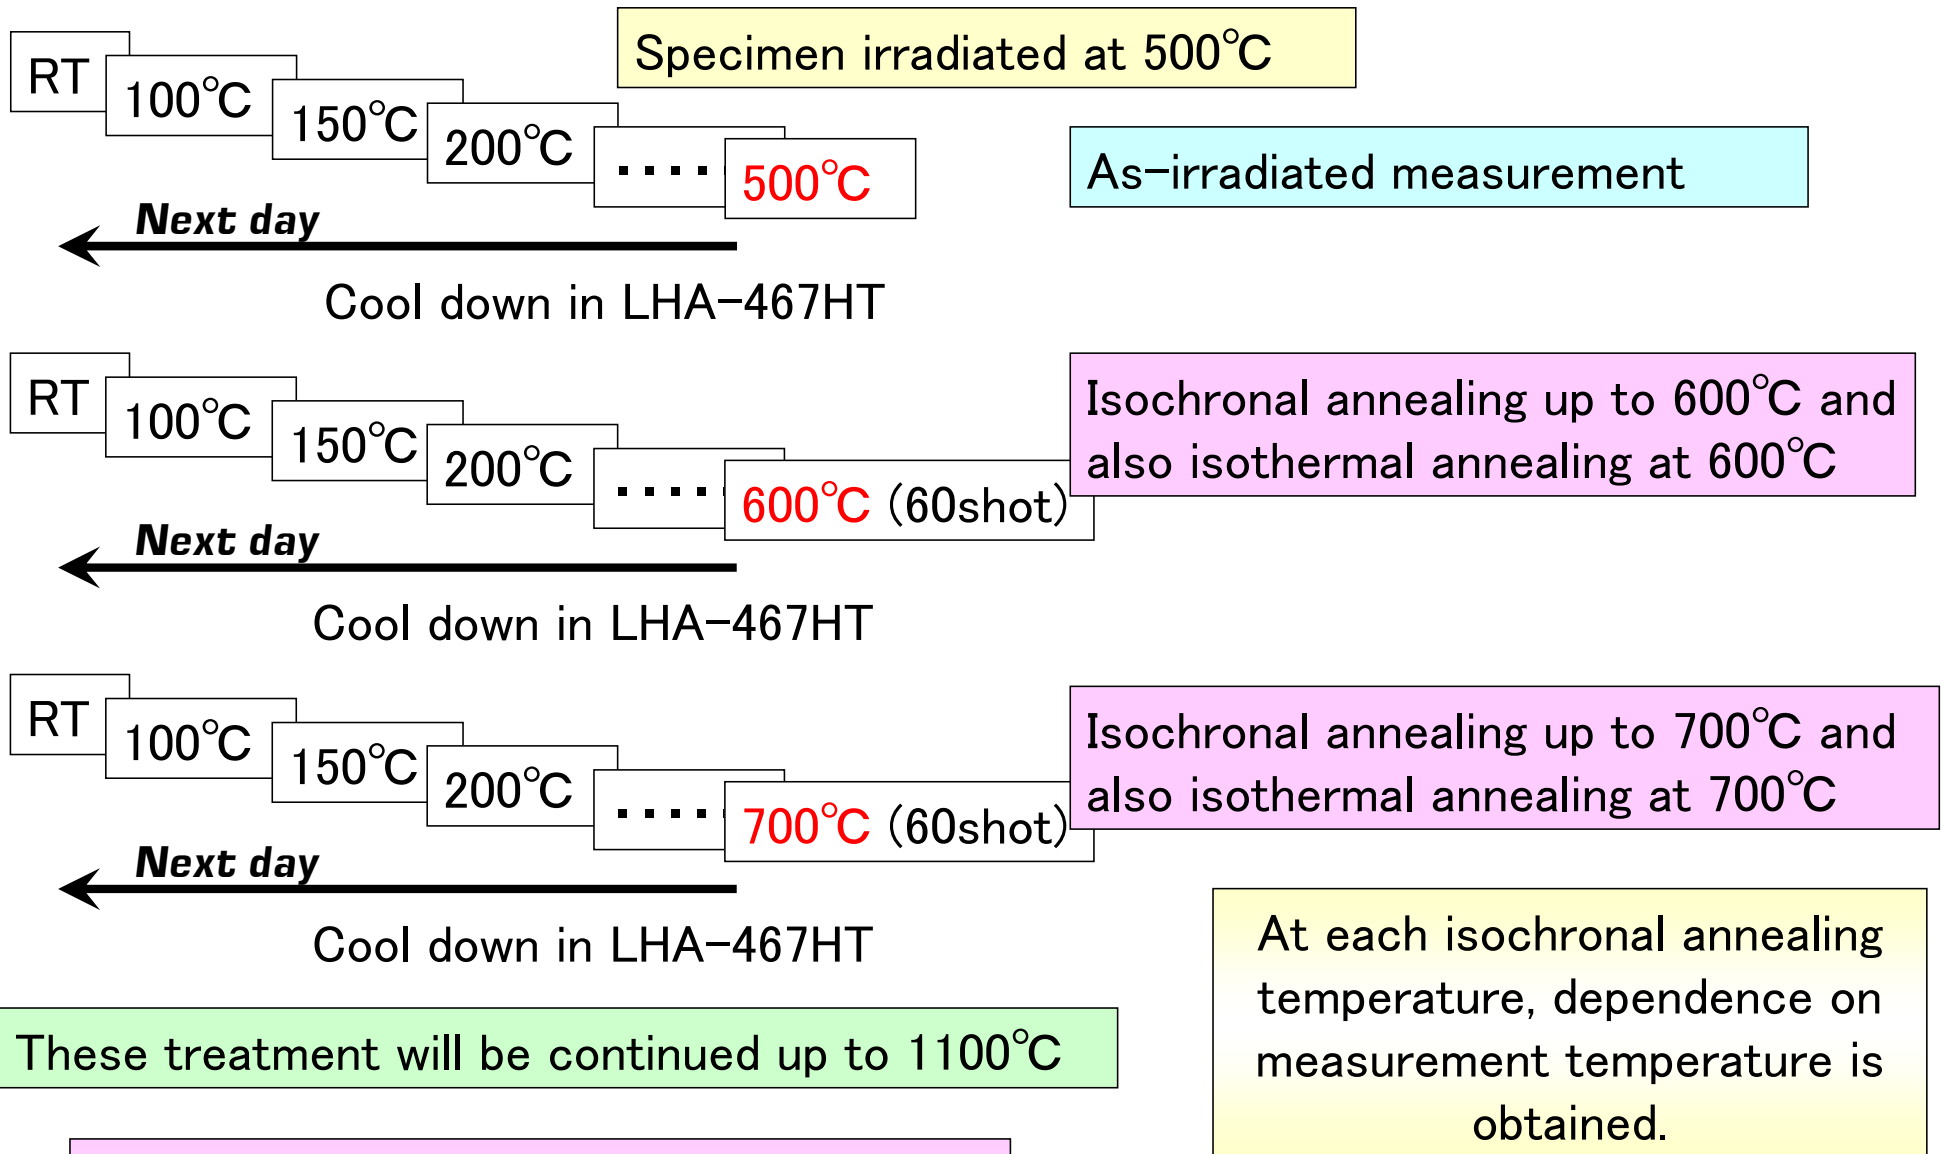 Specimen irradiated at 500℃
RT
100℃
150℃
200℃
・・・・・
500℃
As-irradiated measurement
Next day
Cool down in LHA-467HT
RT
100℃
150℃
200℃
・・・・・
600℃ (60shot)
Isochronal annealing up to 600℃ and
also isothermal annealing at 600℃
Next day
Cool down in LHA-467HT
RT
100℃
150℃
200℃
・・・・・
700℃ (60shot)
Isochronal annealing up to 700℃ and
also isothermal annealing at 700℃
Next day
Cool down in LHA-467HT
These treatment will be continued up to 1100℃
At each isochronal annealing
temperature, dependence on
measurement temperature is
obtained.